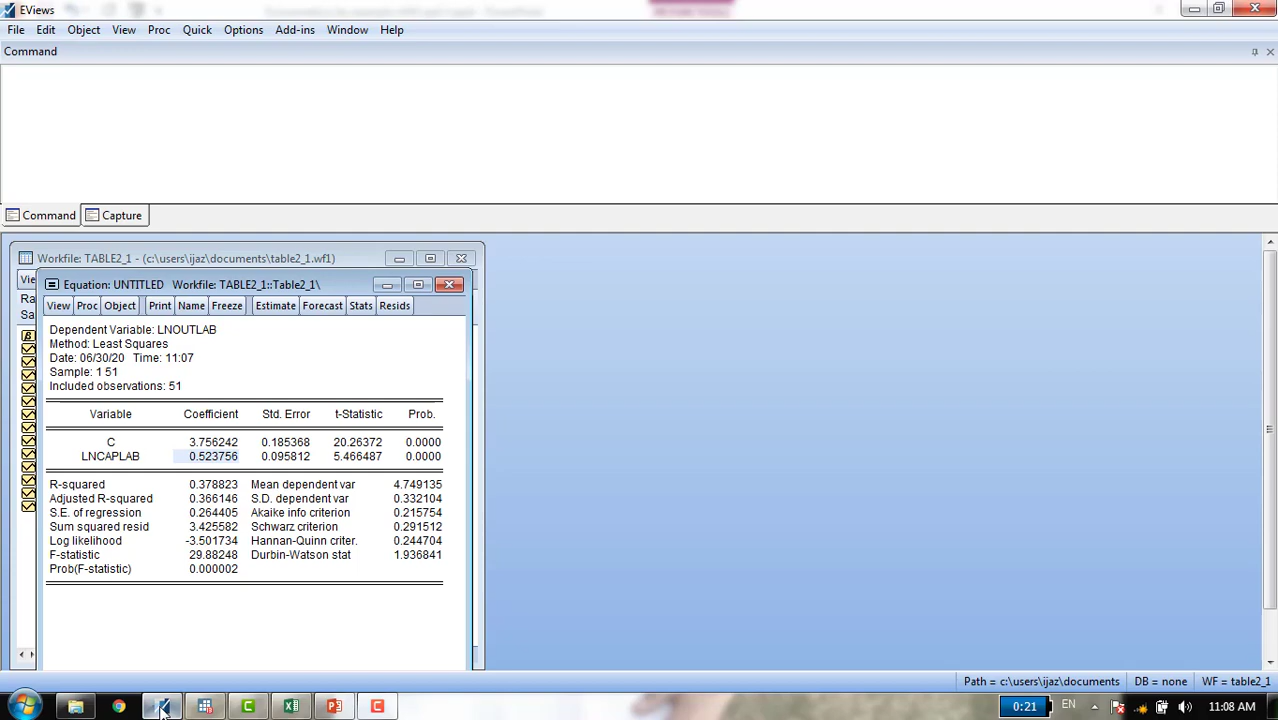 EViews
File Edit Object View Proc Quick Options Add-ins Window Help
Command
Command Capture
Workfile: TABLE2_1 - (c:\users\ijaz\documents\table2_1.wf1)
Equation: UNTITLED Workfile: TABLE2_1::Table2_1\
View Proc Object Print Name Freeze Estimate Forecast Stats Resids
Dependent Variable: LNOUTLAB
Method: Least Squares
Date: 06/30/20 Time: 11:07
Sample: 1 51
Included observations: 51
Variable Coefficient Std. Error t-Statistic Prob.
C 3.756242 0.185368 20.26372 0.0000
LNCAPLAB 0.523756 0.095812 5.466487 0.0000
R-squared 0.378823 Mean dependent var 4.749135
Adjusted R-squared 0.366146 S.D. dependent var 0.332104
S.E. of regression 0.264405 Akaike info criterion 0.215754
Sum squared resid 3.425582 Schwarz criterion 0.291512
Log likelihood -3.501734 Hannan-Quinn criter. 0.244704
F-statistic 29.88248 Durbin-Watson stat 1.936841
Prob(F-statistic) 0.000002
Path = c:\users\ijaz\documents DB = none WF = table2_1
0:21 EN 11:08 AM